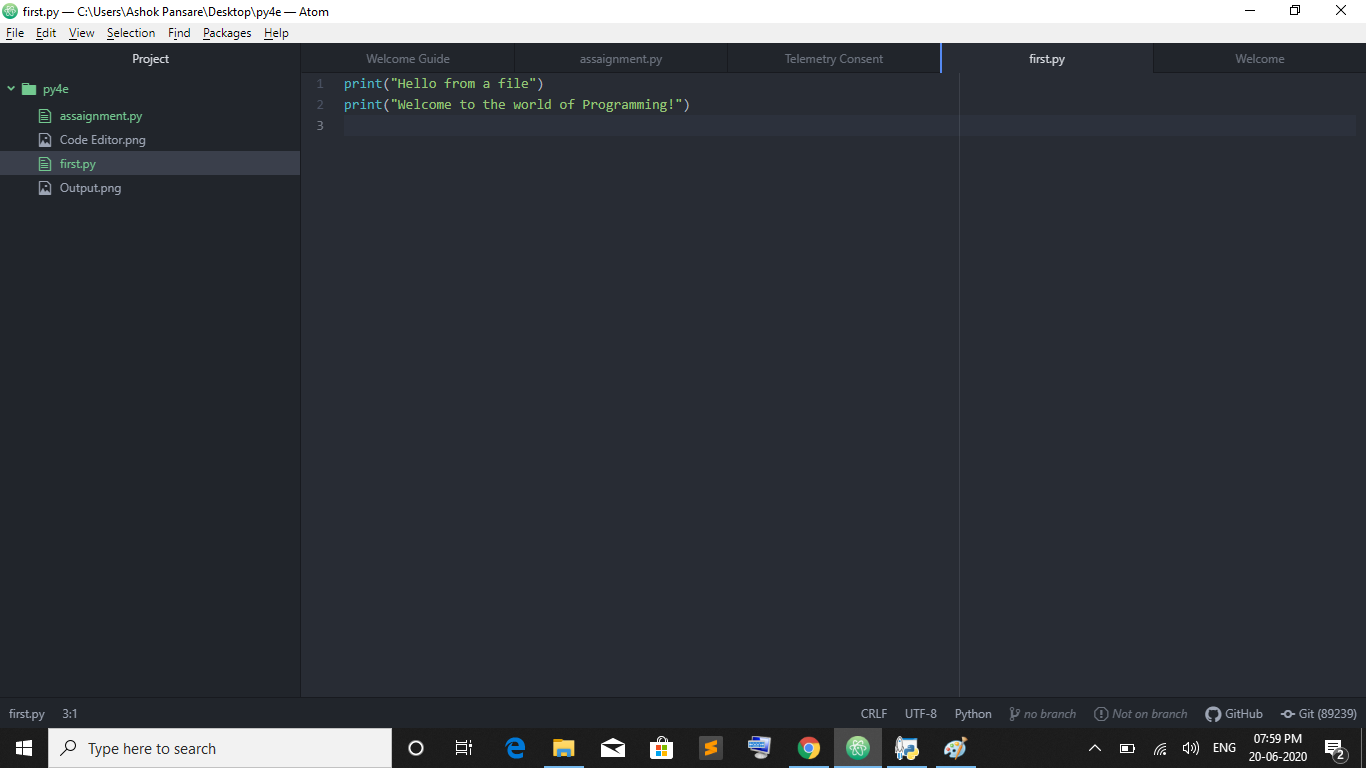 first.py — C:\Users\Ashok Pansare\Desktop\py4e — Atom
File Edit View Selection Find Packages Help
Project
Welcome Guide
assaignment.py
Telemetry Consent
first.py
Welcome
py4e
assaignment.py
Code Editor.png
first.py
Output.png
1 print("Hello from a file")
2 print("Welcome to the world of Programming!")
3
first.py 3:1
CRLF UTF-8 Python no branch Not on branch GitHub Git (89239)
Type here to search
ENG
07:59 PM
20-06-2020
2